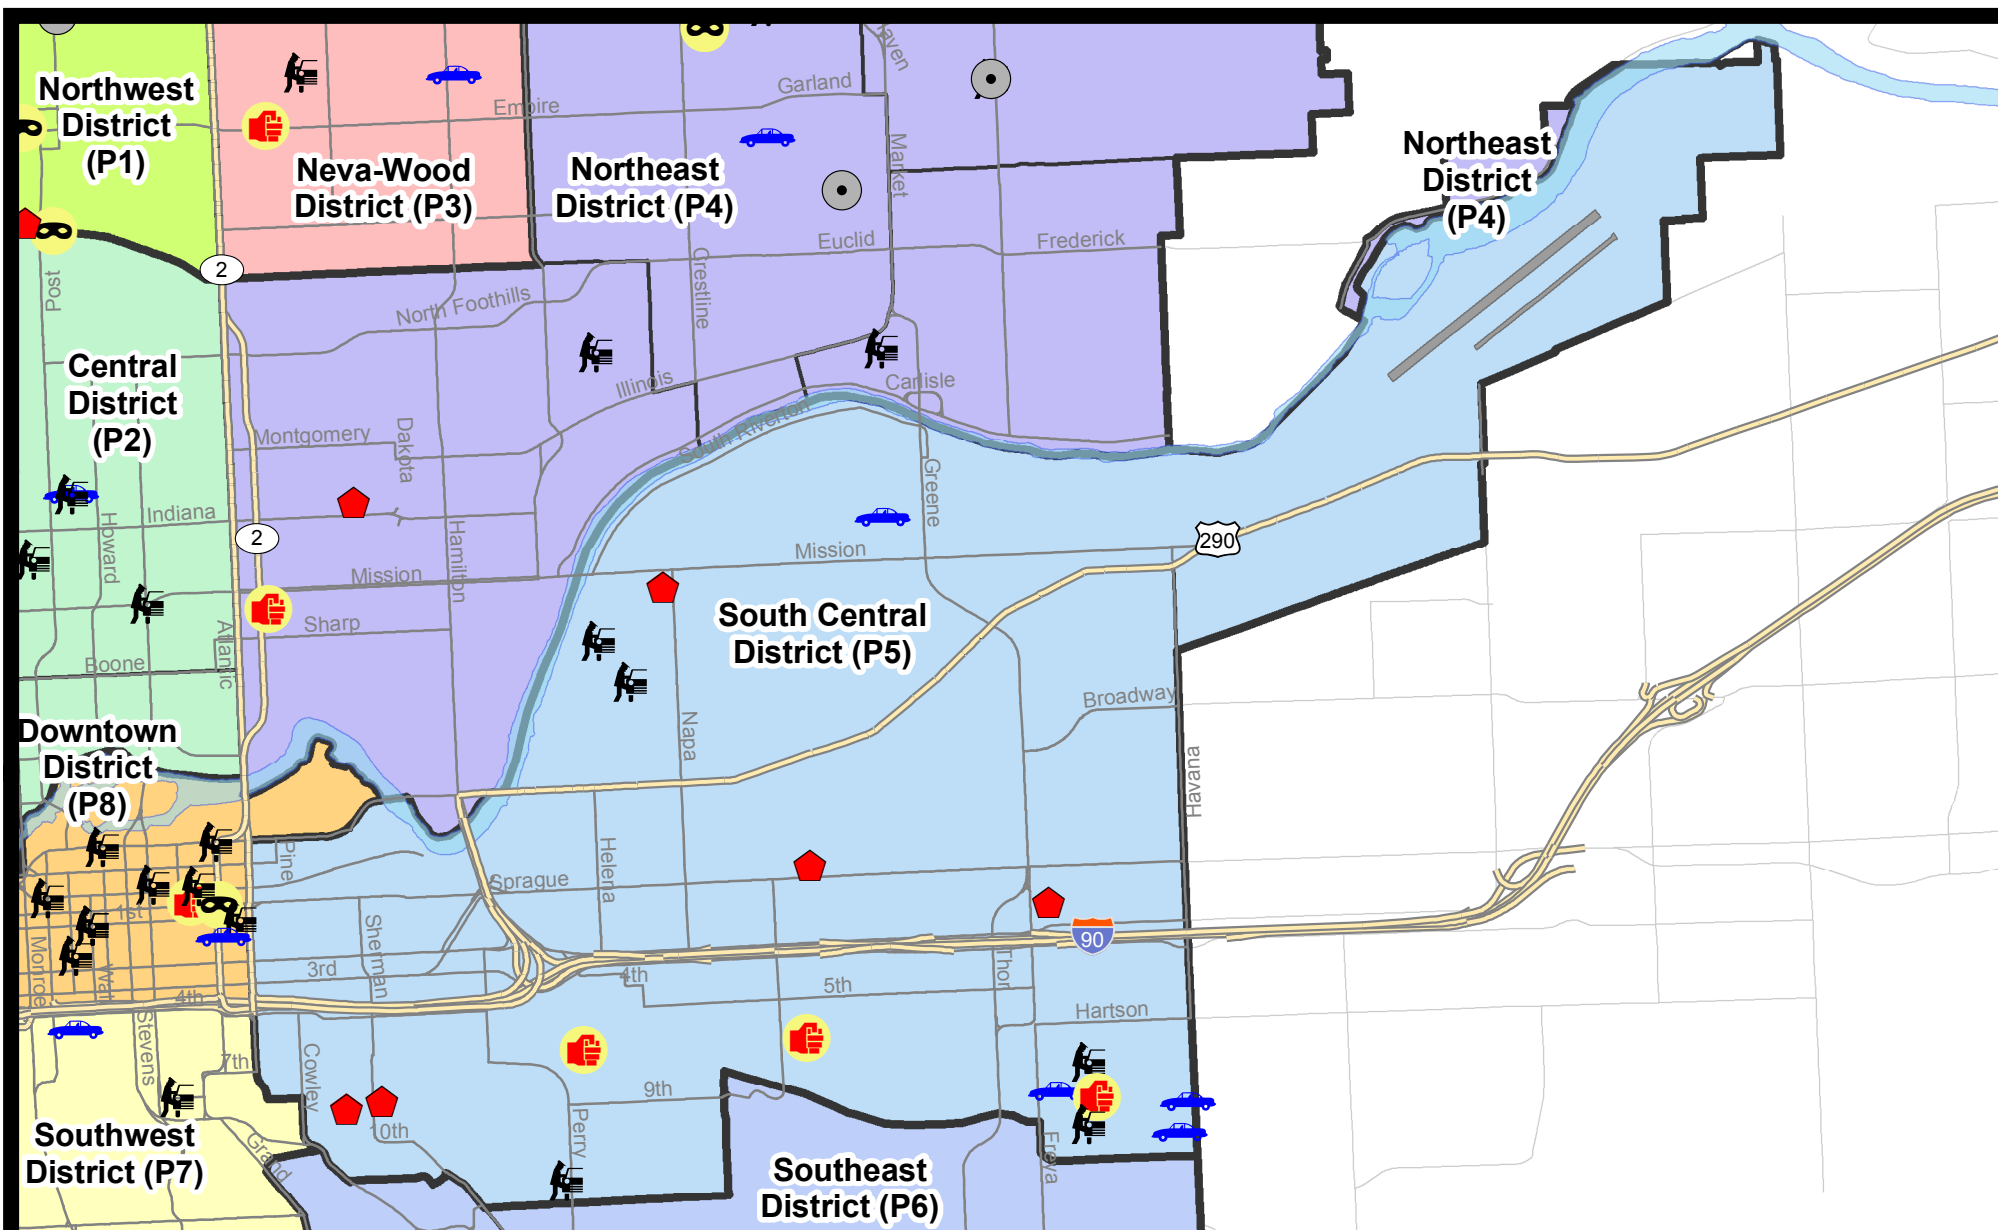 Northwest
District
(P1)
Neva-Wood
District (P3)
Northeast
District (P4)
Northeast
District
(P4)
Central
District
(P2)
South Central
District (P5)
Downtown
District
(P8)
Southwest
District (P7)
Southeast
District (P6)
Garland
Empire
Market
Euclid
Frederick
Crestline
Post
2
North Foothills
Illinois
Carlisle
South Riverton
Montgomery
Dakota
Greene
Indiana
Howard
Hamilton
2
290
Mission
Mission
Sharp
Atlantic
Boone
Napa
Broadway
Havana
Pine
Helena
Sprague
1st
Sherman
90
Monroe
3rd
4th
4th
5th
Thor
Hartson
Stevens
7th
Cowley
9th
10th
Perry
Freya
Grand